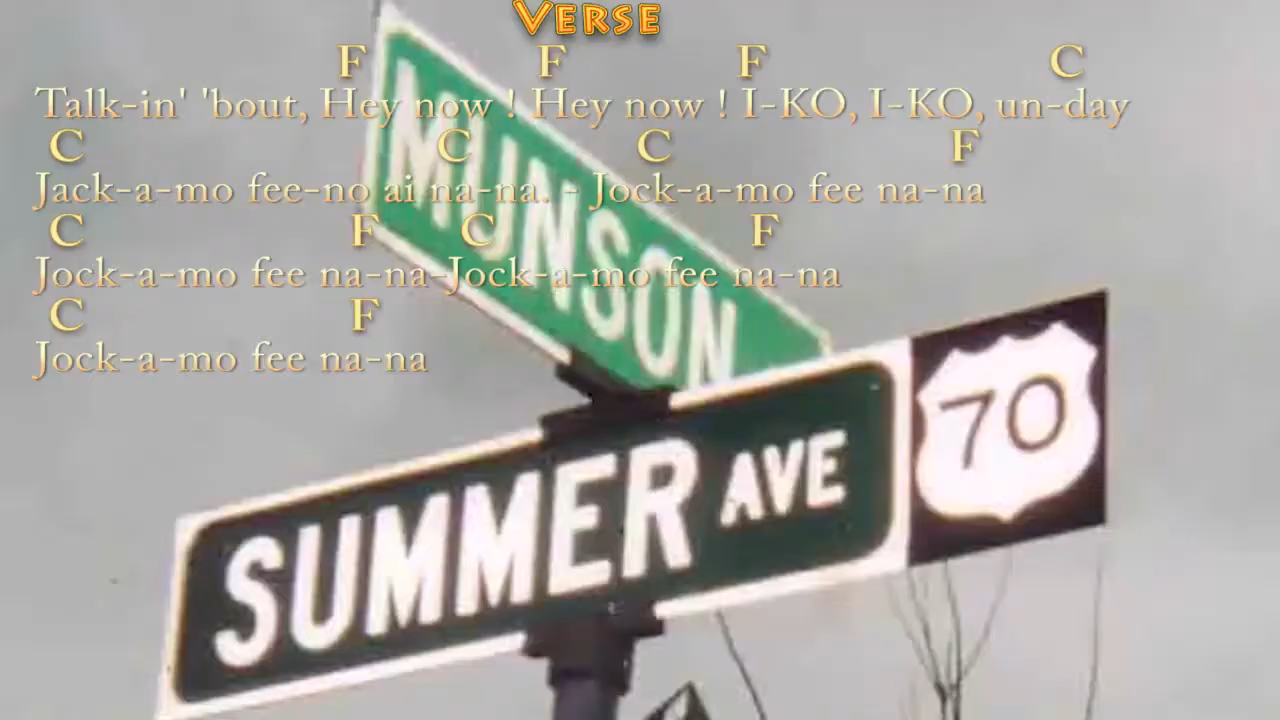 VERSE
F F F C
Talk-in' 'bout, Hey now ! Hey now ! I-KO, I-KO, un-day
C C C F
Jack-a-mo fee-no ai na-na. - Jock-a-mo fee na-na
C F C F
Jock-a-mo fee na-na-Jock-a-mo fee na-na
C F
Jock-a-mo fee na-na
MUNSON
SUMMER AVE
70